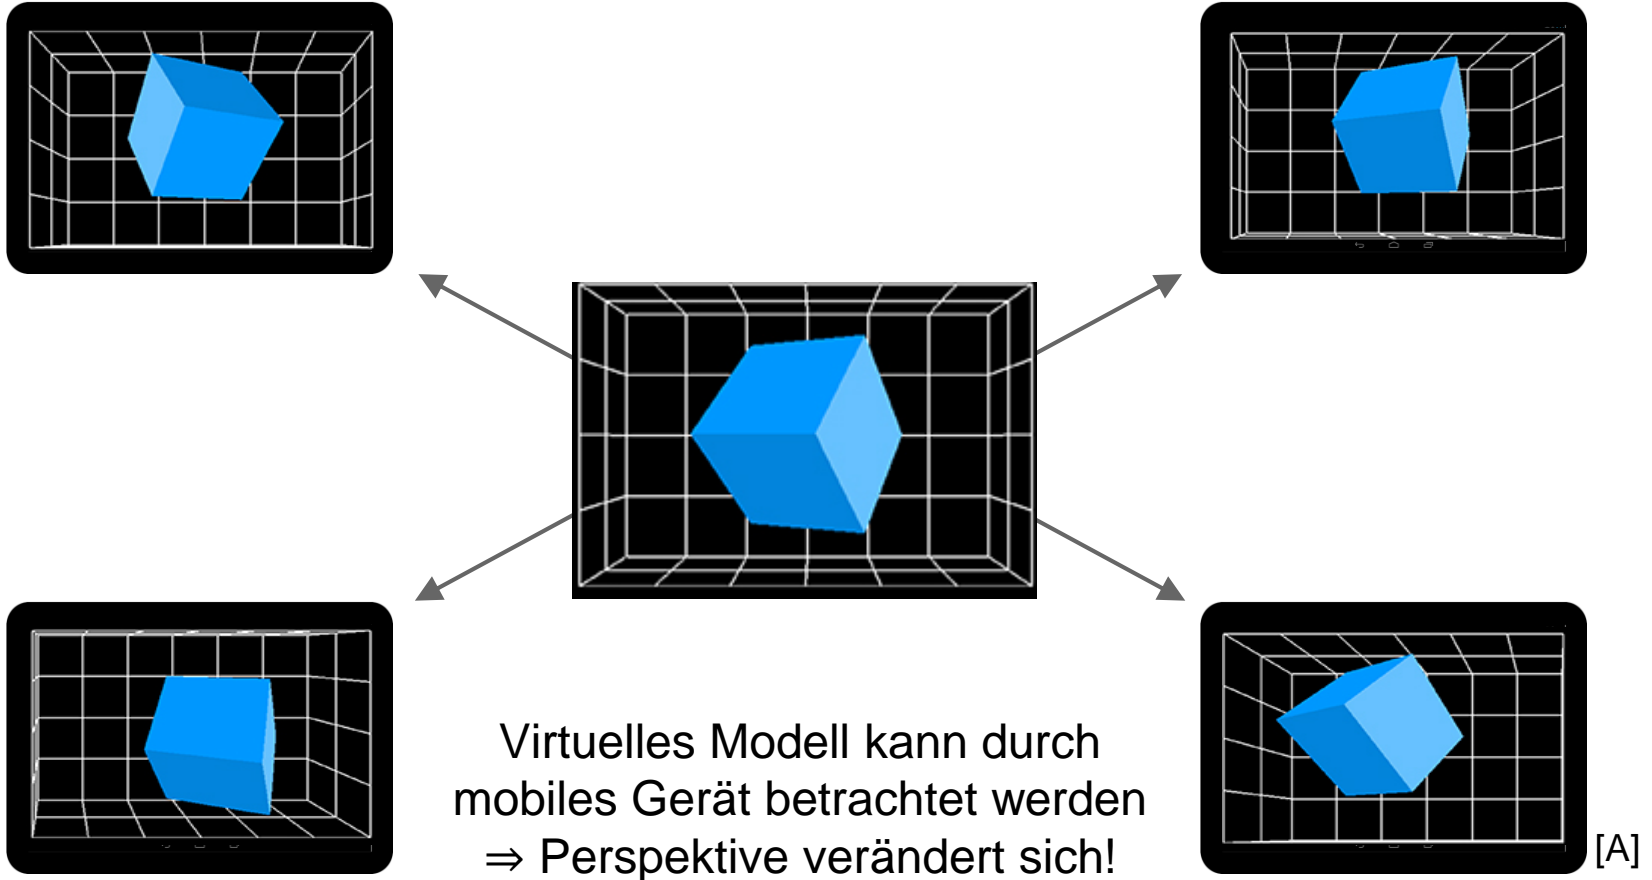 Virtuelles Modell kann durch
mobiles Gerät betrachtet werden
⇒ Perspektive verändert sich!
[A]